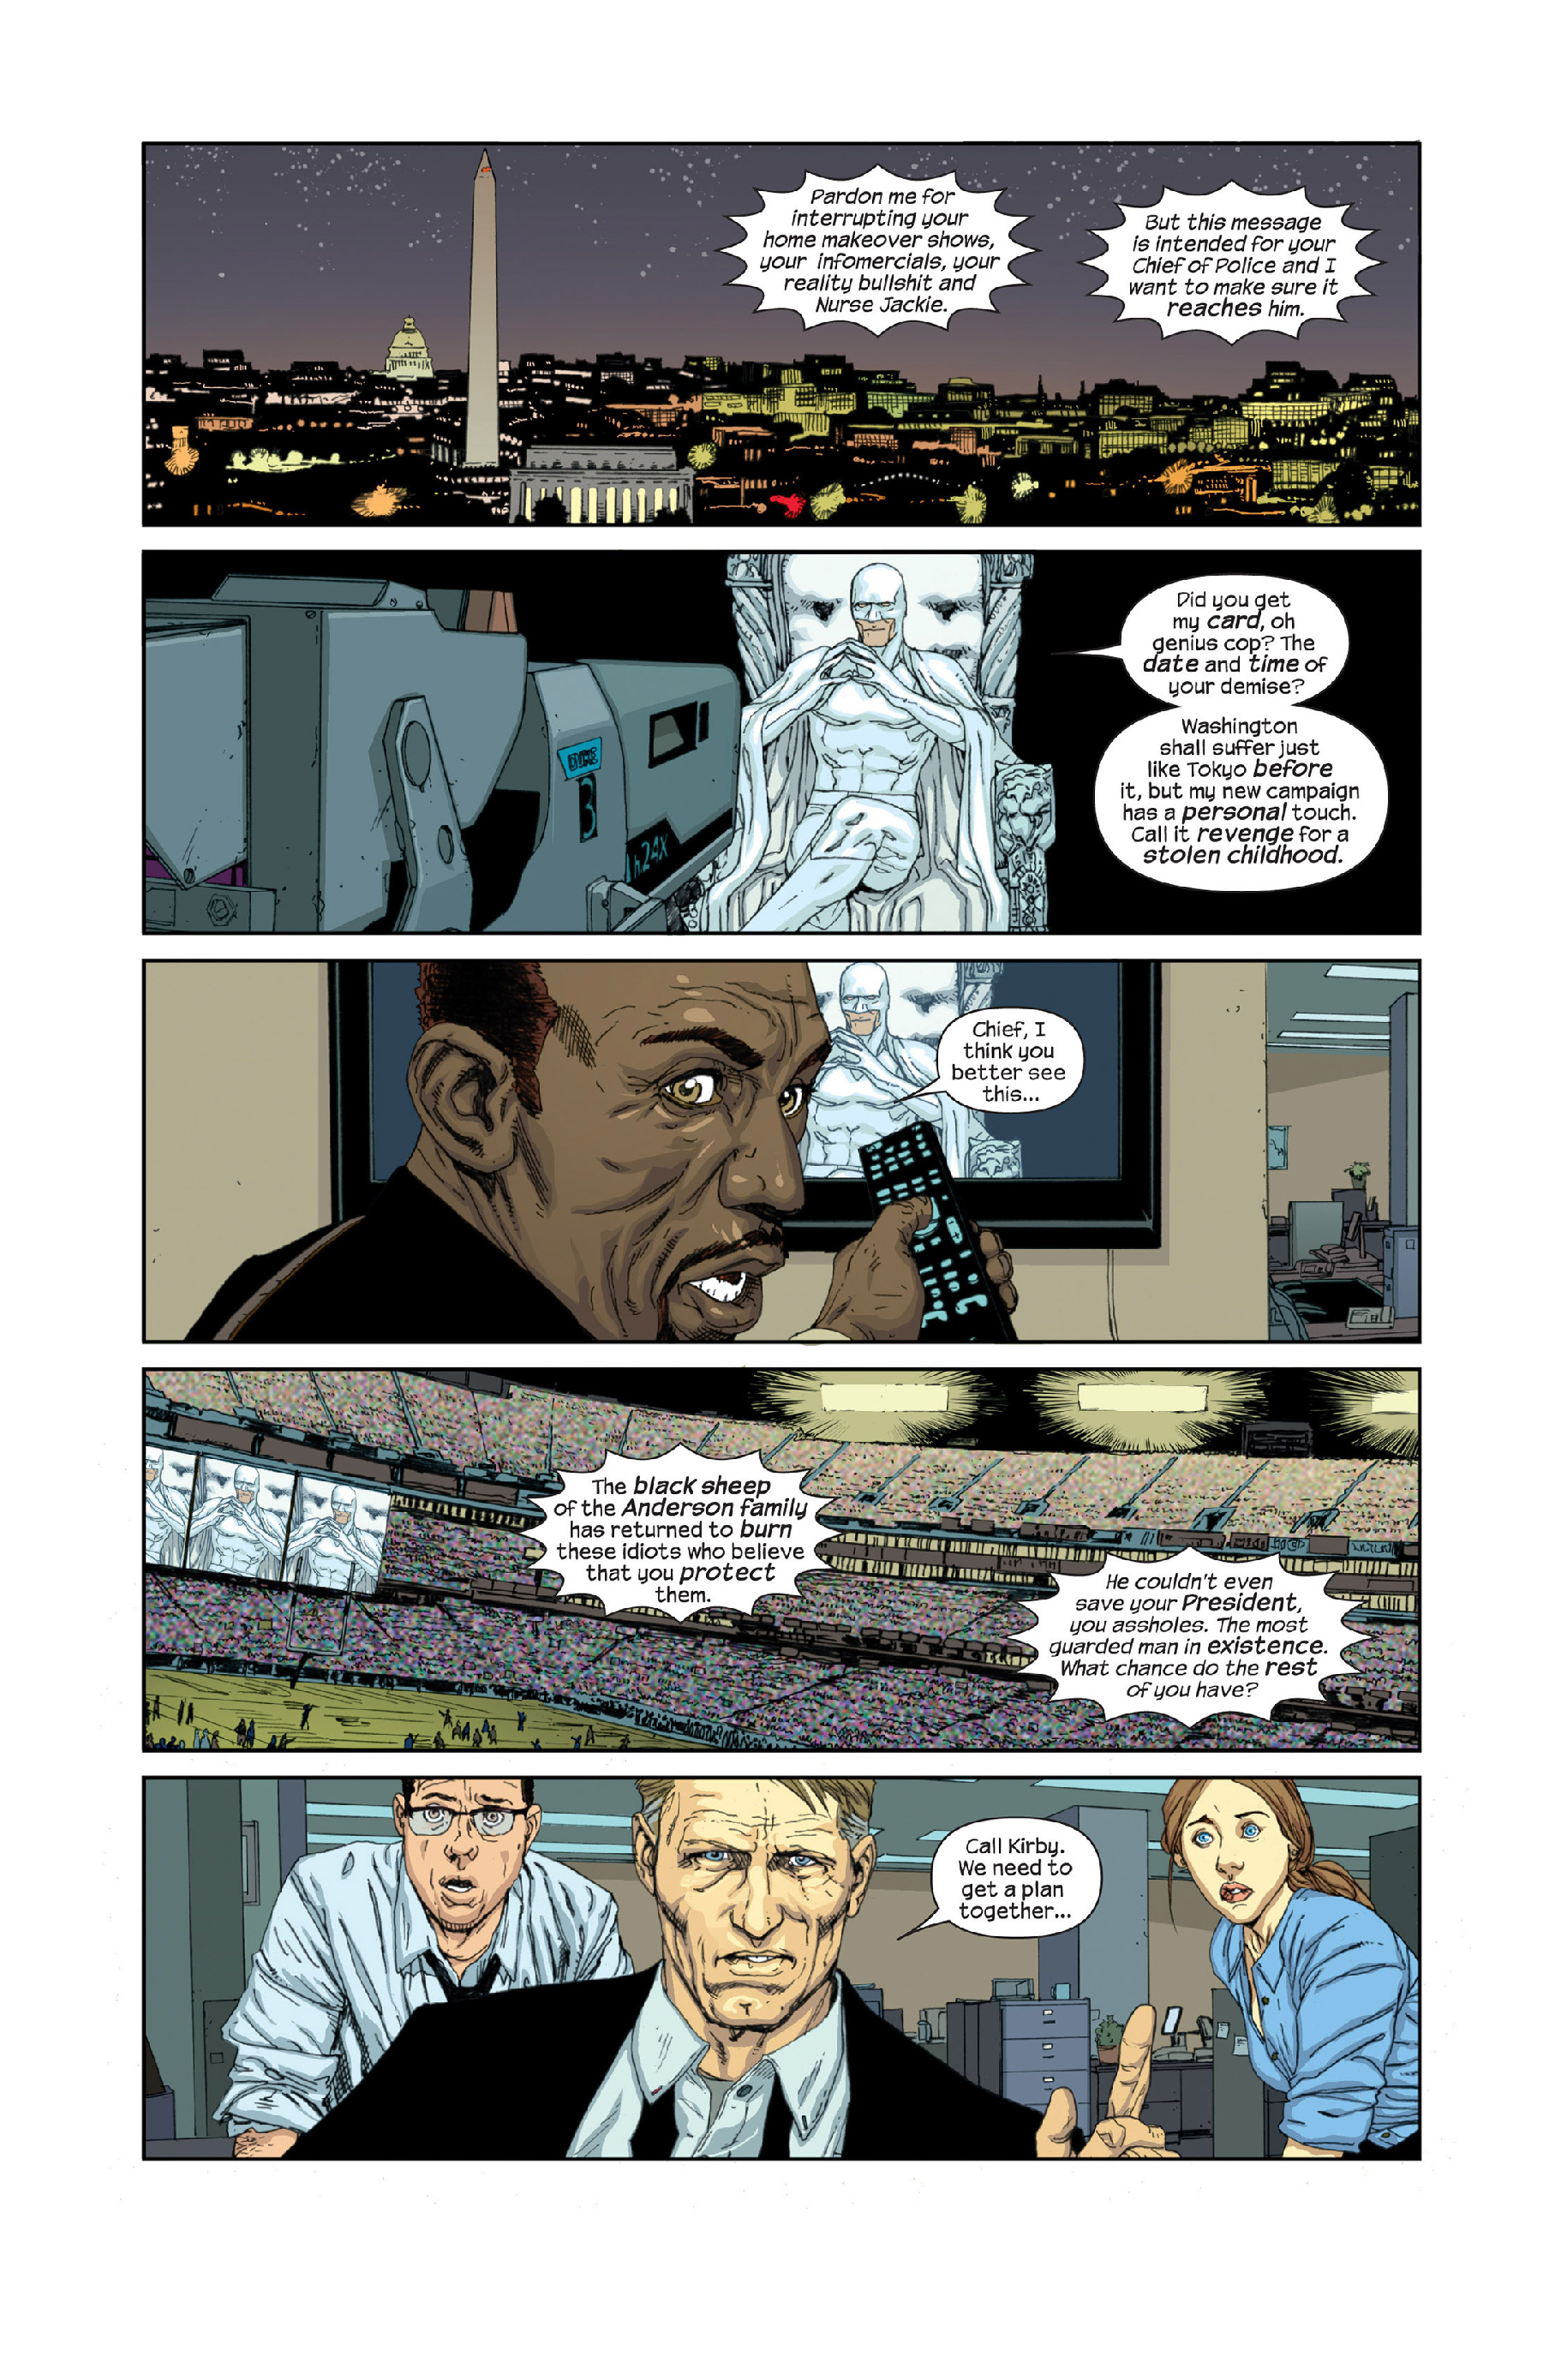 Pardon me for
interrupting your
home makeover shows,
your infomercials, your
reality bullshit and
Nurse Jackie.
But this message
is intended for your
Chief of Police and I
want to make sure it
reaches him.
Did you get
my card, oh
genius cop? The
date and time of
your demise?
Washington
shall suffer just
like Tokyo before
it, but my new campaign
has a personal touch.
Call it revenge for a
stolen childhood.
3
h.24X
Chief, I
think you
better see
this...
The black sheep
of the Anderson family
has returned to burn
these idiots who believe
that you protect
them.
He couldn't even
save your President,
you assholes. The most
guarded man in existence.
What chance do the rest
of you have?
Call Kirby.
We need to
get a plan
together...